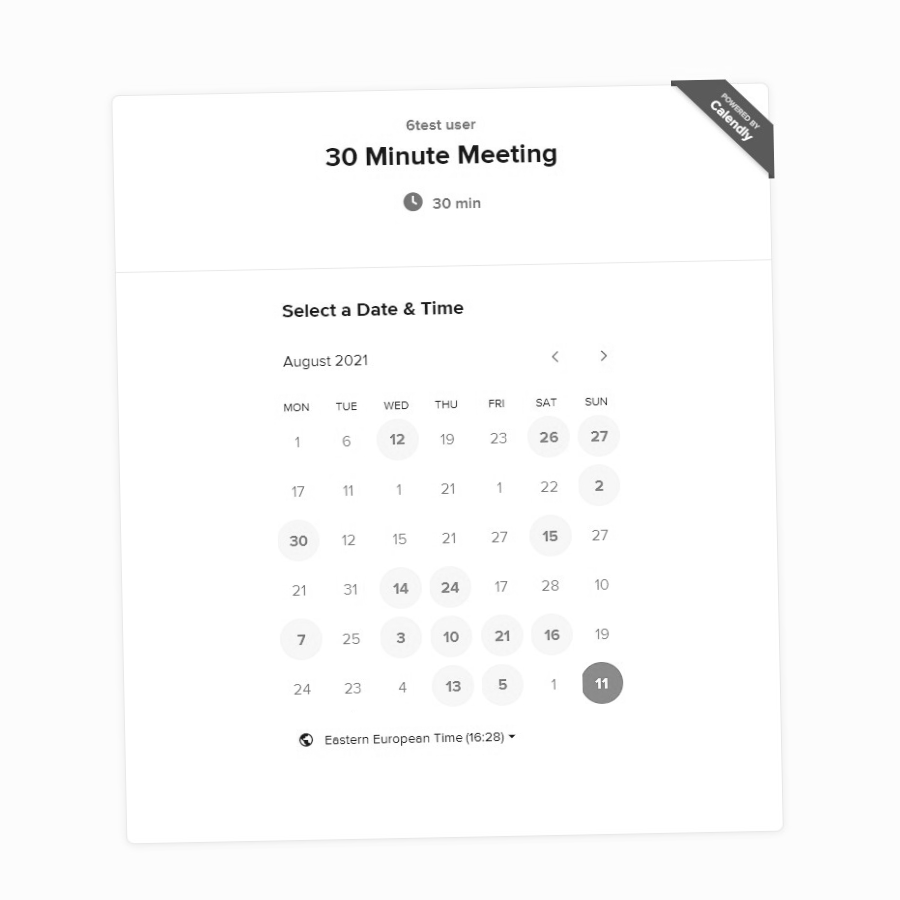 POWERED BY
Calendly
6test user
30 Minute Meeting
30 min
Select a Date & Time
August 2021
MON TUE WED THU FRI SAT SUN
1 6 12 19 23 26 27
17 11 1 21 1 22 2
30 12 15 21 27 15 27
21 31 14 24 17 28 10
7 25 3 10 21 16 19
24 23 4 13 5 1 11
Eastern European Time (16:28)